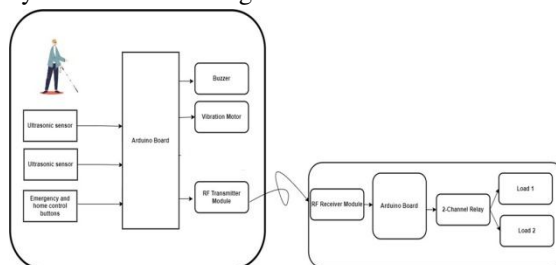 Buzzer
Ultrasonic sensor
Arduino Board
Vibration Motor
Ultrasonic sensor
Emergency and
home control
buttons
RF Transmitter
Module
RF Receiver Module
Arduino Board
2-Channel Relay
Load 1
Load 2